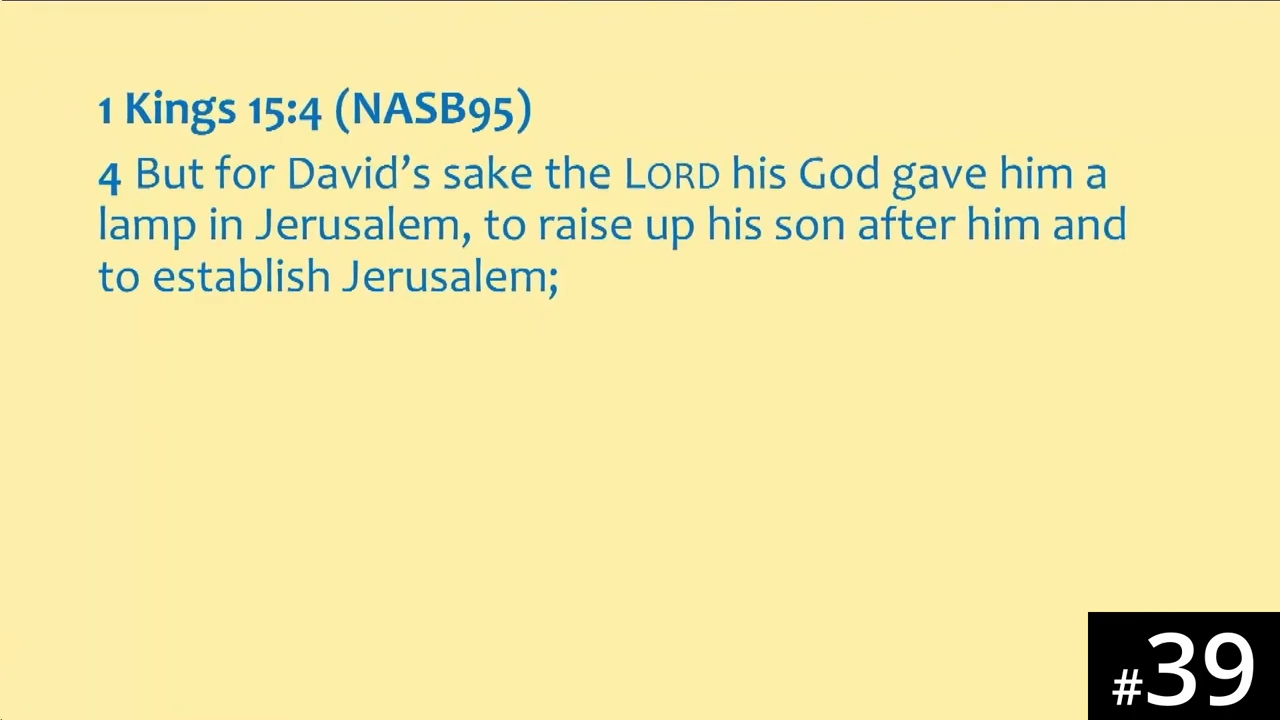 1 Kings 15:4 (NASB95)
4 But for David’s sake the LORD his God gave him a
lamp in Jerusalem, to raise up his son after him and
to establish Jerusalem;
#39